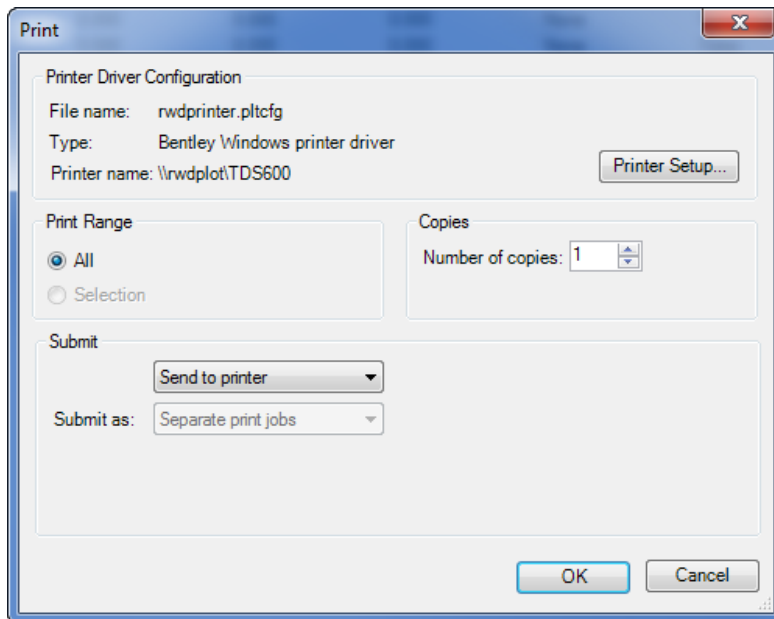 Print
Printer Driver Configuration
File name: rwdprinter.pltcfg
Type: Bentley Windows printer driver
Printer name: \\rwdplot\TDS600
Printer Setup...
Print Range
All
Selection
Copies
Number of copies: 1
Submit
Send to printer
Submit as: Separate print jobs
OK
Cancel